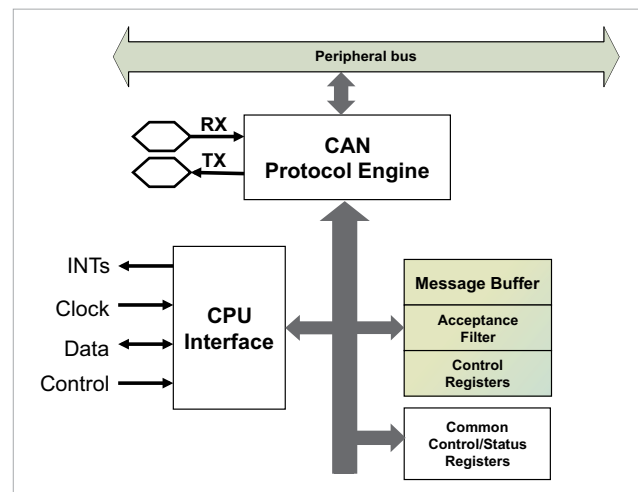 Peripheral bus
RX
TX
CAN
Protocol Engine
INTs
Clock
Data
Control
CPU
Interface
Message Buffer
Acceptance
Filter
Control
Registers
Common
Control/Status
Registers